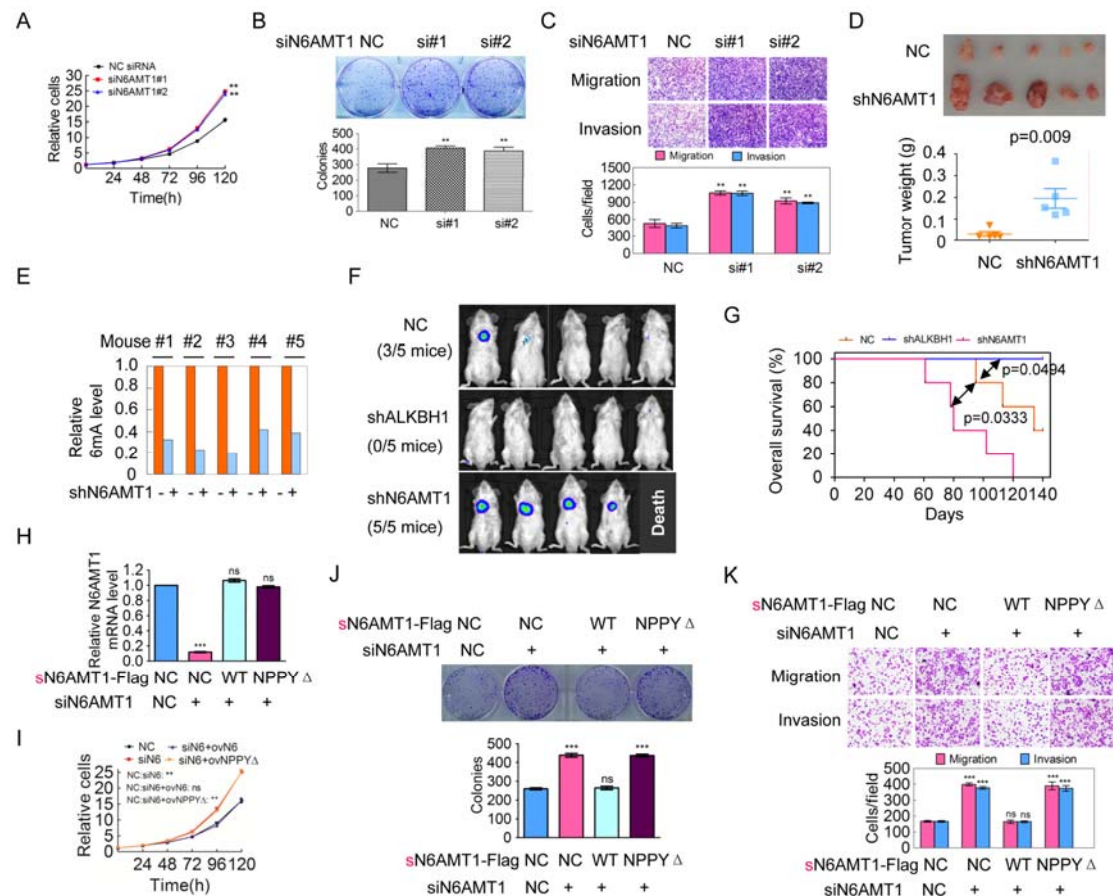 A
NC siRNA
siN6AMT1#1
siN6AMT1#2
Relative cells
25
20
15
10
5
0
**
**
24 48 72 96 120
Time(h)
B
siN6AMT1 NC si#1 si#2
Colonies
400
300
200
100
0
** **
NC si#1 si#2
C
siN6AMT1 NC si#1 si#2
Migration
Invasion
Migration Invasion
Cells/field
1500
1200
900
600
300
0
** ** ** **
NC si#1 si#2
D
NC
shN6AMT1
p=0.009
Tumor weight (g)
0.4
0.3
0.2
0.1
0
NC shN6AMT1
E
Mouse #1 #2 #3 #4 #5
Relative
6mA level
1.0
0.8
0.6
0.4
0.2
0
shN6AMT1 - + - + - + - + - +
F
NC
(3/5 mice)
shALKBH1
(0/5 mice)
shN6AMT1
(5/5 mice)
Death
G
NC shALKBH1 shN6AMT1
Overall survival (%)
100
80
60
40
20
0
p=0.0494
p=0.0333
0 20 40 60 80 100 120 140
Days
H
Relative N6AMT1
mRNA level
1.2
1.0
0.8
0.6
0.4
0.2
0.0
*** ns ns
sN6AMT1-Flag NC NC WT NPPY Δ
siN6AMT1 NC + + +
I
NC siN6+ovN6
siN6 siN6+ovNPPYΔ
Relative cells
25
20
15
10
5
0
NC:siN6: **
NC:siN6+ovN6: ns
NC:siN6+ovNPPYΔ: **
24 48 72 96 120
Time(h)
J
sN6AMT1-Flag NC NC WT NPPY Δ
siN6AMT1 NC + + +
Colonies
500
400
300
200
100
0
*** ns ***
sN6AMT1-Flag NC NC WT NPPY Δ
siN6AMT1 NC + + +
K
sN6AMT1-Flag NC NC WT NPPY Δ
siN6AMT1 NC + + +
Migration
Invasion
Migration Invasion
Cells/field
600
400
200
0
*** *** ns ns *** ***
sN6AMT1-Flag NC NC WT NPPY Δ
siN6AMT1 NC + + +